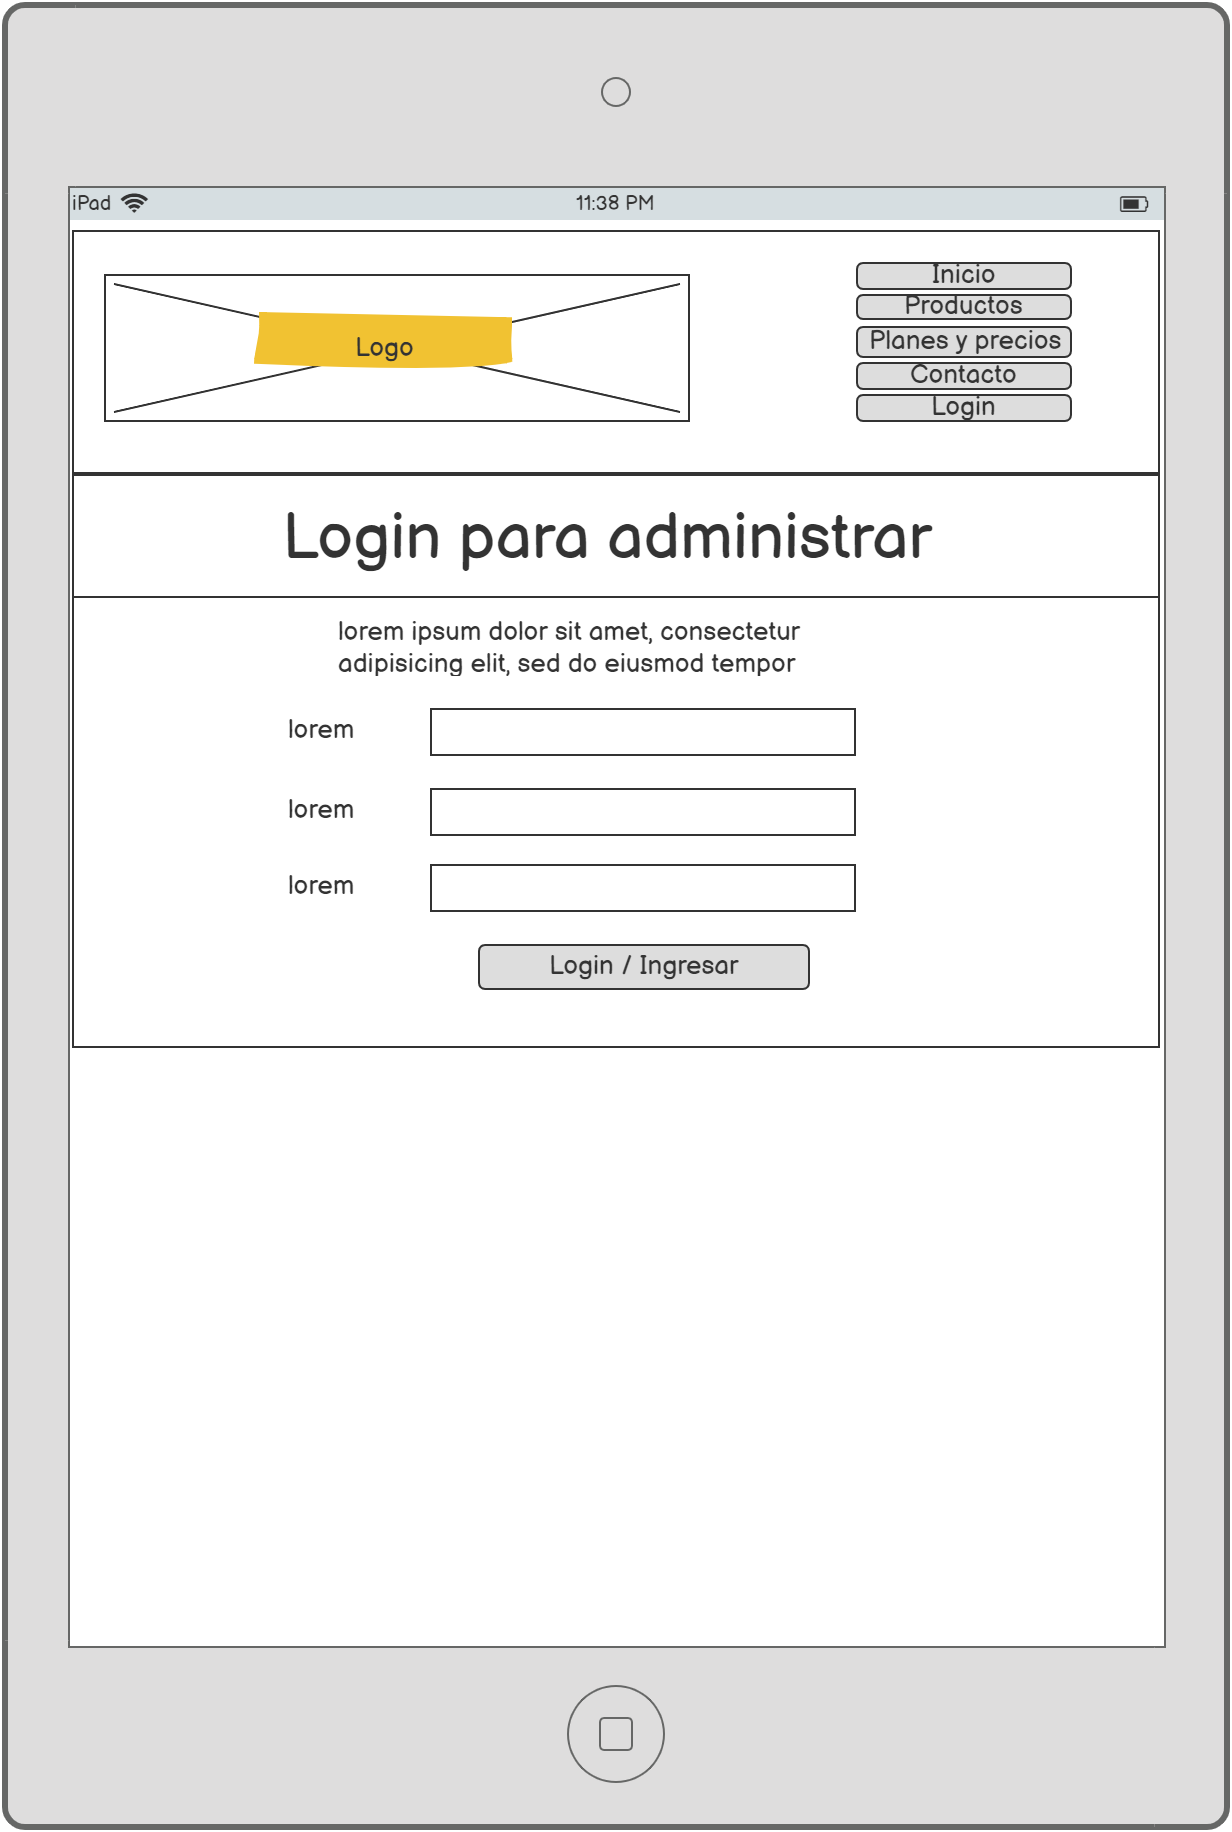 iPad
11:38 PM
Logo
Inicio
Productos
Planes y precios
Contacto
Login
Login para administrar
lorem ipsum dolor sit amet, consectetur
adipisicing elit, sed do eiusmod tempor
lorem
lorem
lorem
Login / Ingresar